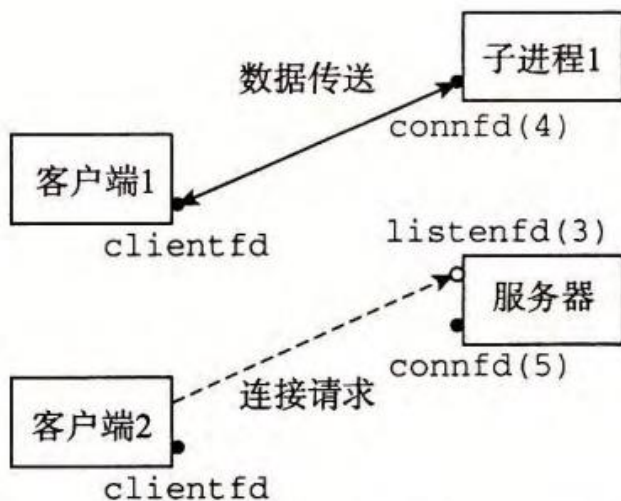 子进程1
数据传送
connfd(4)
客户端1
clientfd
listenfd(3)
服务器
connfd(5)
连接请求
客户端2
clientfd